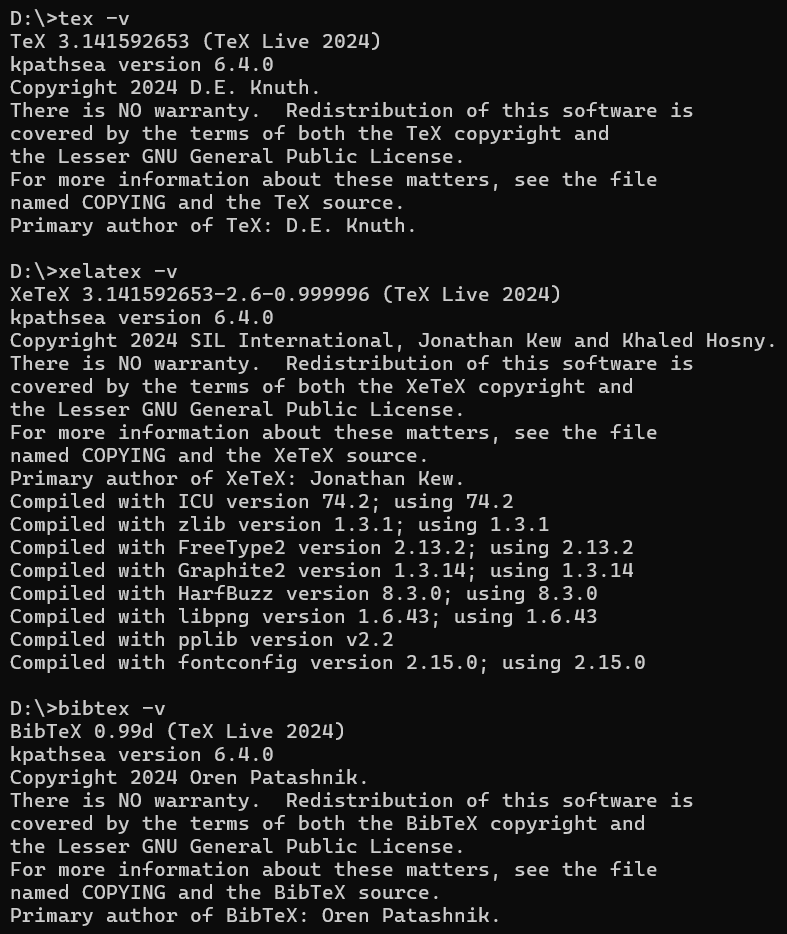 D:\>tex -v
TeX 3.141592653 (TeX Live 2024)
kpathsea version 6.4.0
Copyright 2024 D.E. Knuth.
There is NO warranty.  Redistribution of this software is
covered by the terms of both the TeX copyright and
the Lesser GNU General Public License.
For more information about these matters, see the file
named COPYING and the TeX source.
Primary author of TeX: D.E. Knuth.

D:\>xelatex -v
XeTeX 3.141592653-2.6-0.999996 (TeX Live 2024)
kpathsea version 6.4.0
Copyright 2024 SIL International, Jonathan Kew and Khaled Hosny.
There is NO warranty.  Redistribution of this software is
covered by the terms of both the XeTeX copyright and
the Lesser GNU General Public License.
For more information about these matters, see the file
named COPYING and the XeTeX source.
Primary author of XeTeX: Jonathan Kew.
Compiled with ICU version 74.2; using 74.2
Compiled with zlib version 1.3.1; using 1.3.1
Compiled with FreeType2 version 2.13.2; using 2.13.2
Compiled with Graphite2 version 1.3.14; using 1.3.14
Compiled with HarfBuzz version 8.3.0; using 8.3.0
Compiled with libpng version 1.6.43; using 1.6.43
Compiled with pplib version v2.2
Compiled with fontconfig version 2.15.0; using 2.15.0

D:\>bibtex -v
BibTeX 0.99d (TeX Live 2024)
kpathsea version 6.4.0
Copyright 2024 Oren Patashnik.
There is NO warranty.  Redistribution of this software is
covered by the terms of both the BibTeX copyright and
the Lesser GNU General Public License.
For more information about these matters, see the file
named COPYING and the BibTeX source.
Primary author of BibTeX: Oren Patashnik.